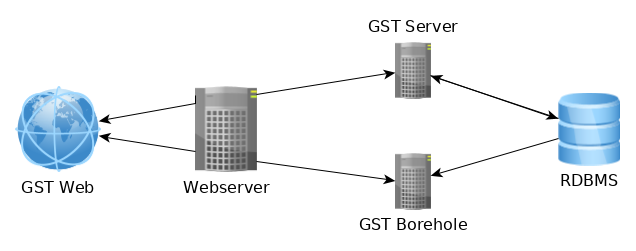 GST Server
GST Web
Webserver
RDBMS
GST Borehole